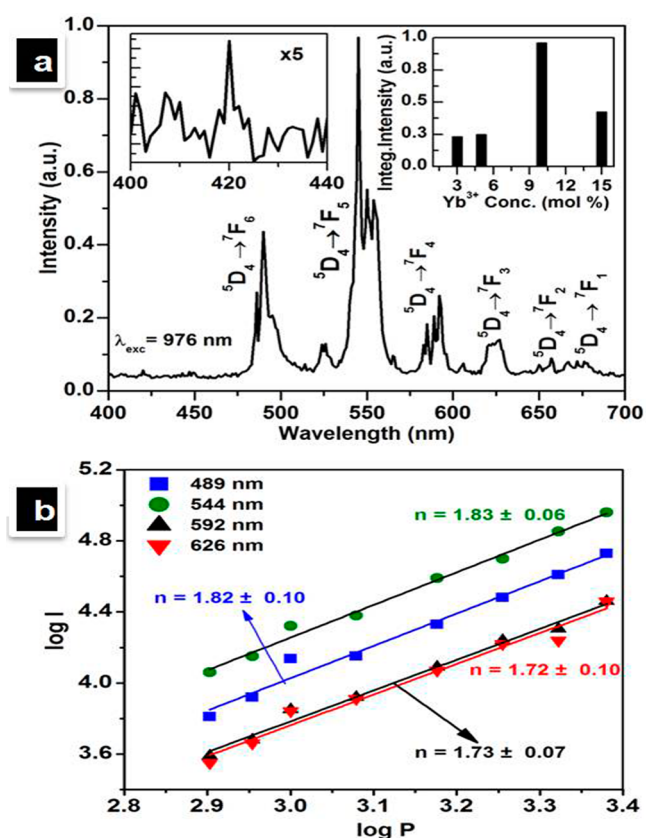 a
x5
400 420 440
Integ.Intensity (a.u.)
1.0
0.8
0.5
0.3
0.0
3 6 9 12 15
Yb³⁺ Conc. (mol %)
Intensity (a.u.)
1.0
0.8
0.6
0.4
0.2
0.0
⁵D₄→⁷F₆
⁵D₄→⁷F₅
⁵D₄→⁷F₄
⁵D₄→⁷F₃
⁵D₄→⁷F₂
⁵D₄→⁷F₁
λexc= 976 nm
400 450 500 550 600 650 700
Wavelength (nm)
b
489 nm
544 nm
592 nm
626 nm
n = 1.83 ± 0.06
n = 1.82 ± 0.10
n = 1.72 ± 0.10
n = 1.73 ± 0.07
log I
5.2
4.8
4.4
4.0
3.6
2.8 2.9 3.0 3.1 3.2 3.3 3.4
log P